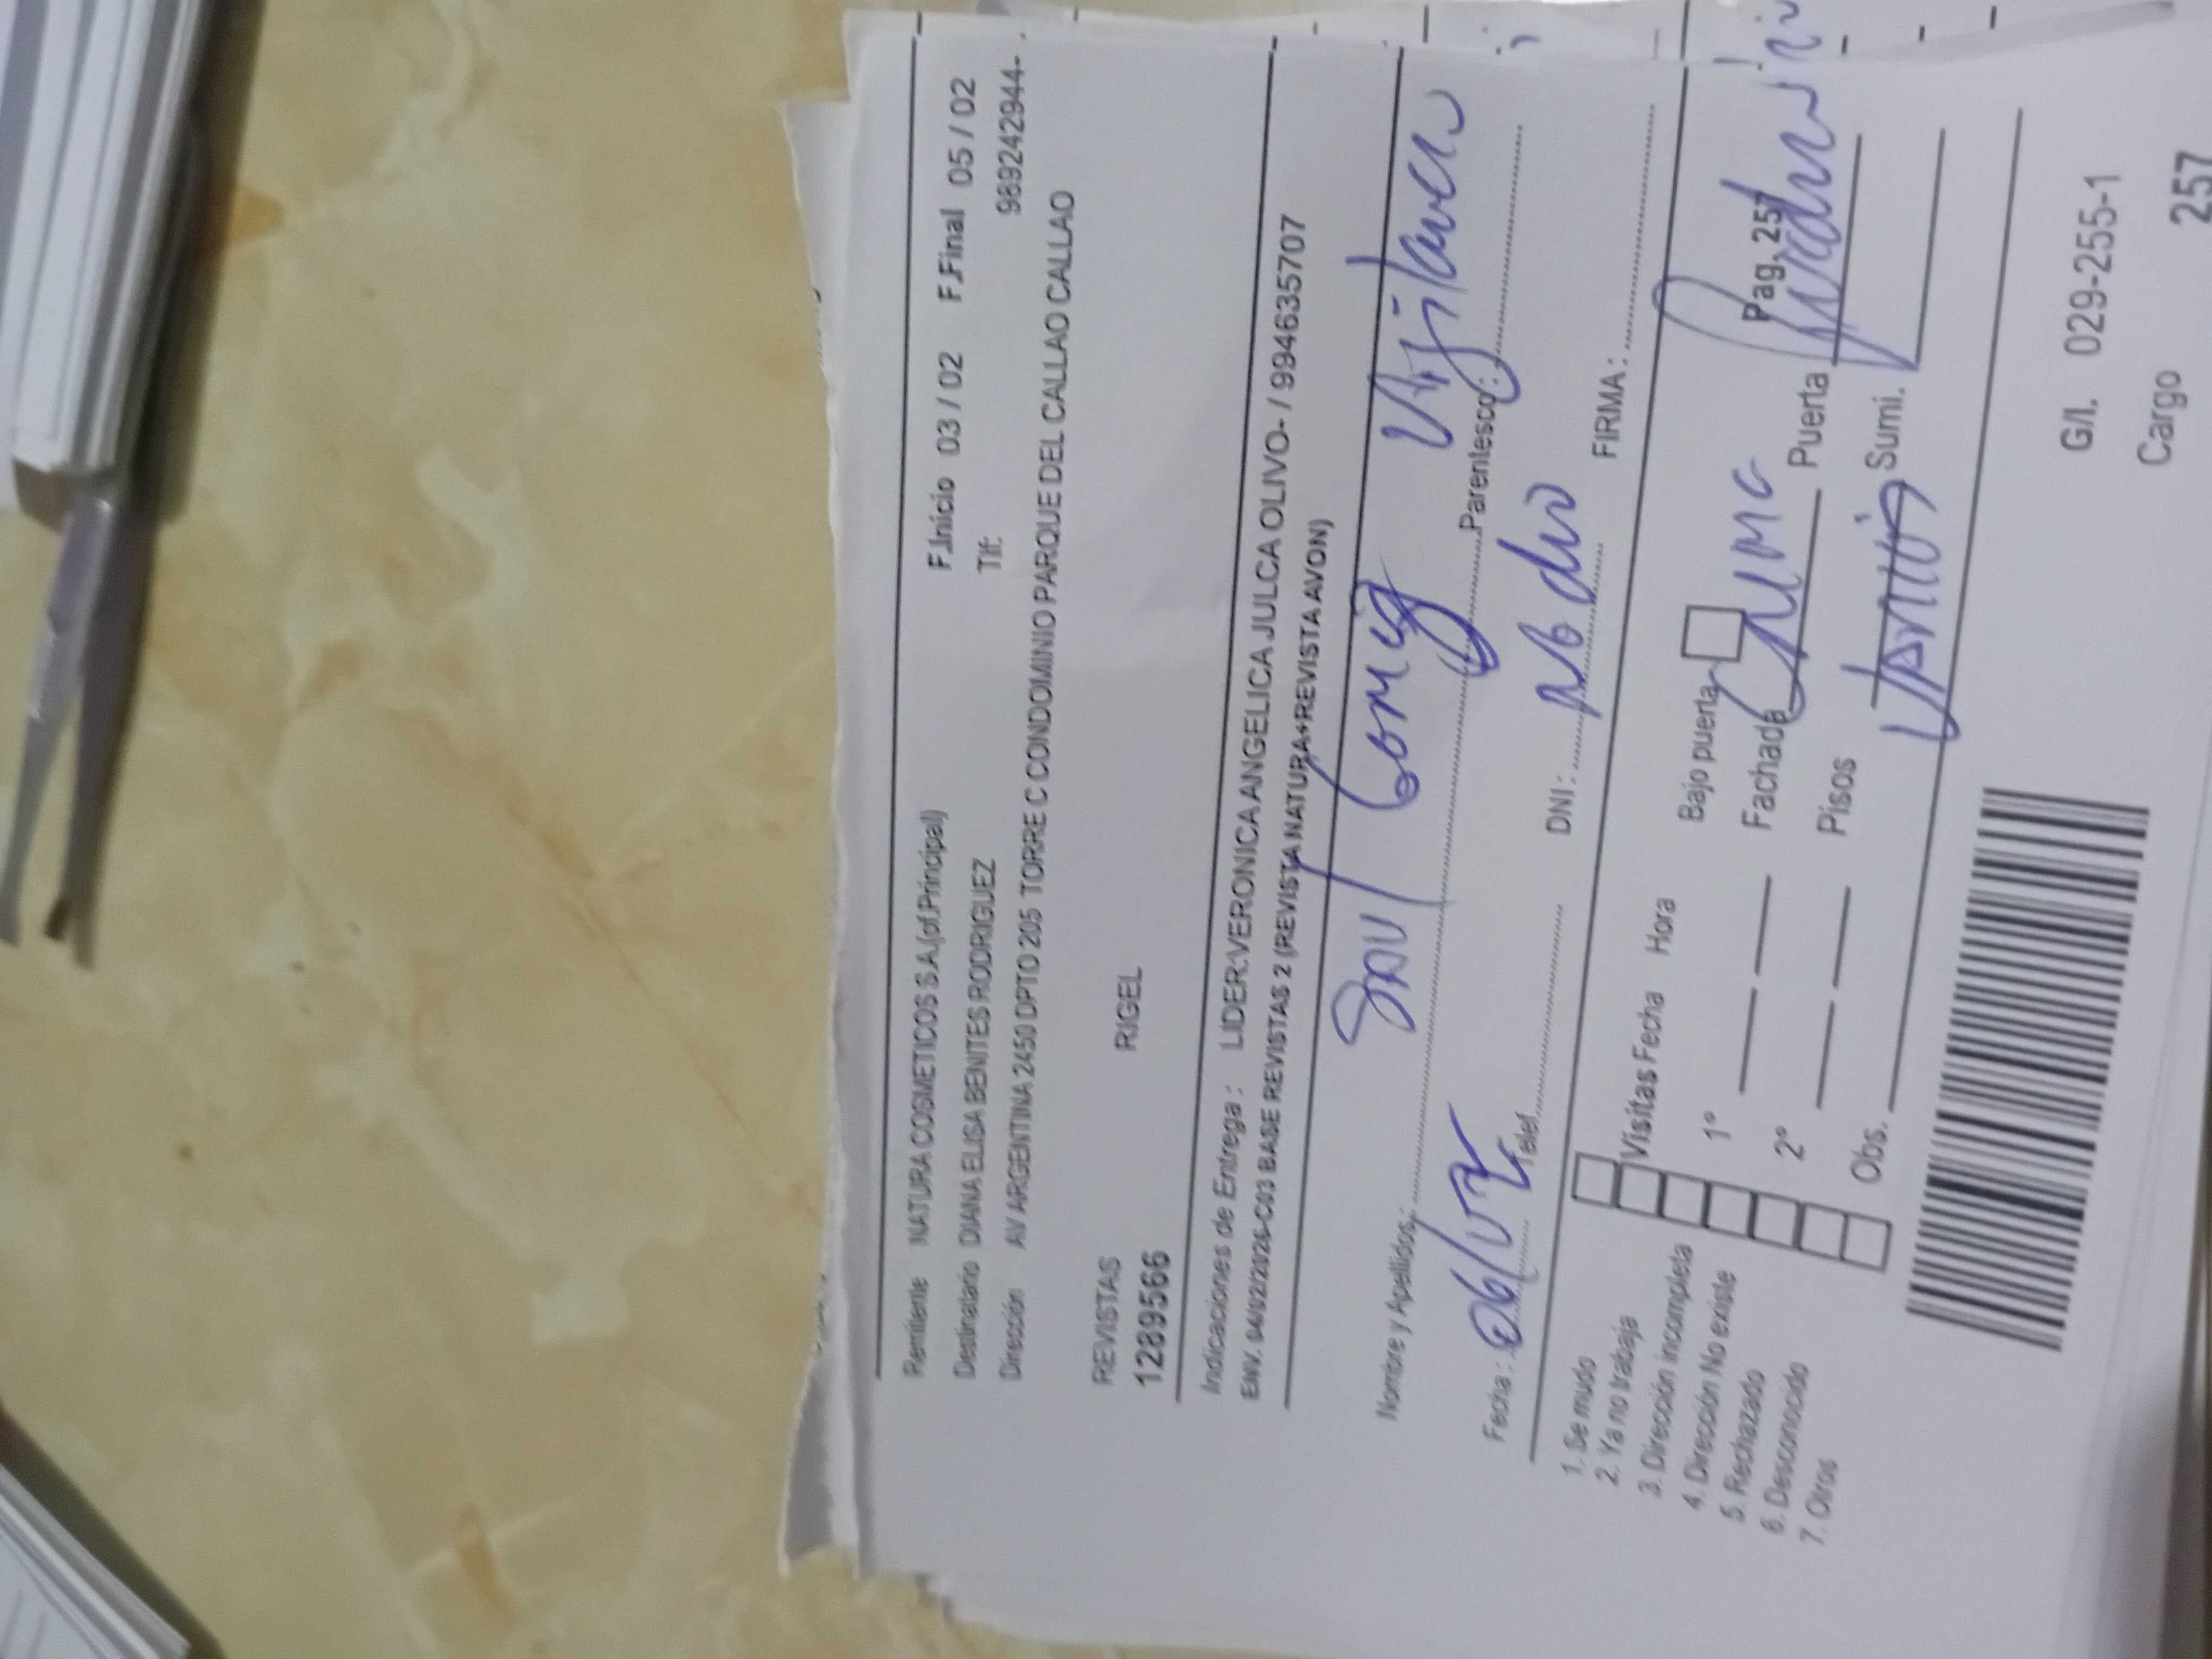 Remitente NATURA COSMETICOS S.A.(of.Principal) F.Inicio 03 / 02 F.Final 05 / 02
Destinatario DIANA ELISA BENITES RODRIGUEZ Tlf: 989242944-
Dirección AV ARGENTINA 2450 DPTO 205 TORRE C CONDOMINIO PARQUE DEL CALLAO CALLAO
REVISTAS RIGEL
1289566
Indicaciones de Entrega : LIDER:VERONICA ANGELICA JULCA OLIVO- / 994635707
ENV. 04/02/2026-C03 BASE REVISTAS 2 (REVISTA NATURA+REVISTA AVON)
Nombre y Apellidos: Parentesco:
Fecha : 06/02 Telef. DNI : No dio FIRMA :
1. Se mudo
2. Ya no trabaja
3. Dirección incompleta
4. Dirección No existe
5. Rechazado
6. Desconocido
7. Otros
Visitas Fecha Hora Bajo puerta Pag. 257
1° Fachada Puerta
2° Pisos Sumi.
Obs.
G/I. 029-255-1
Cargo 257